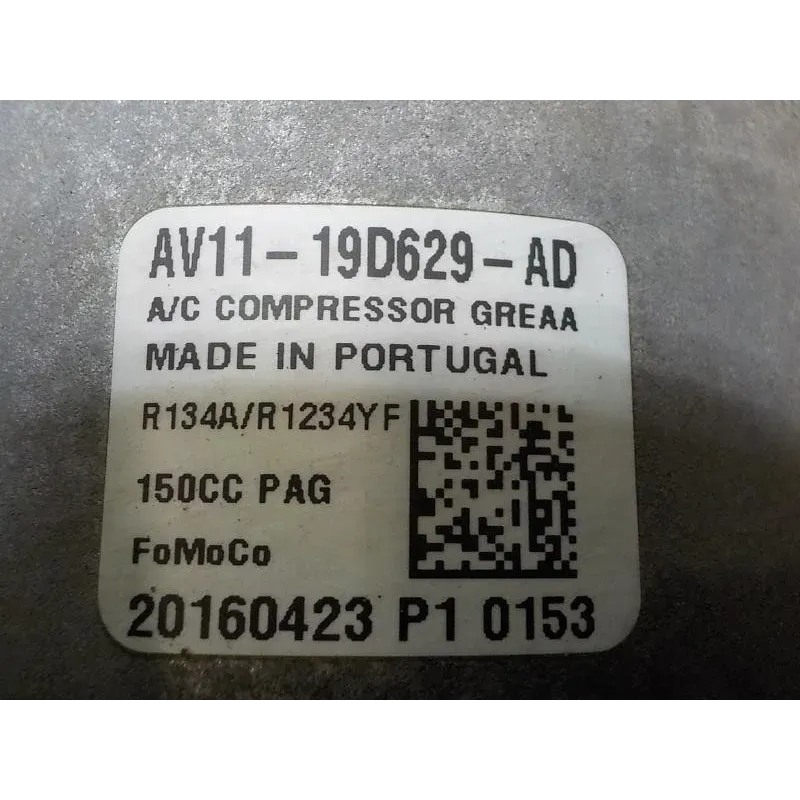 AV11-19D629-AD
A/C COMPRESSOR GREAA
MADE IN PORTUGAL
R134A/R1234YF
150CC PAG
FoMoCo
20160423 P1 0153